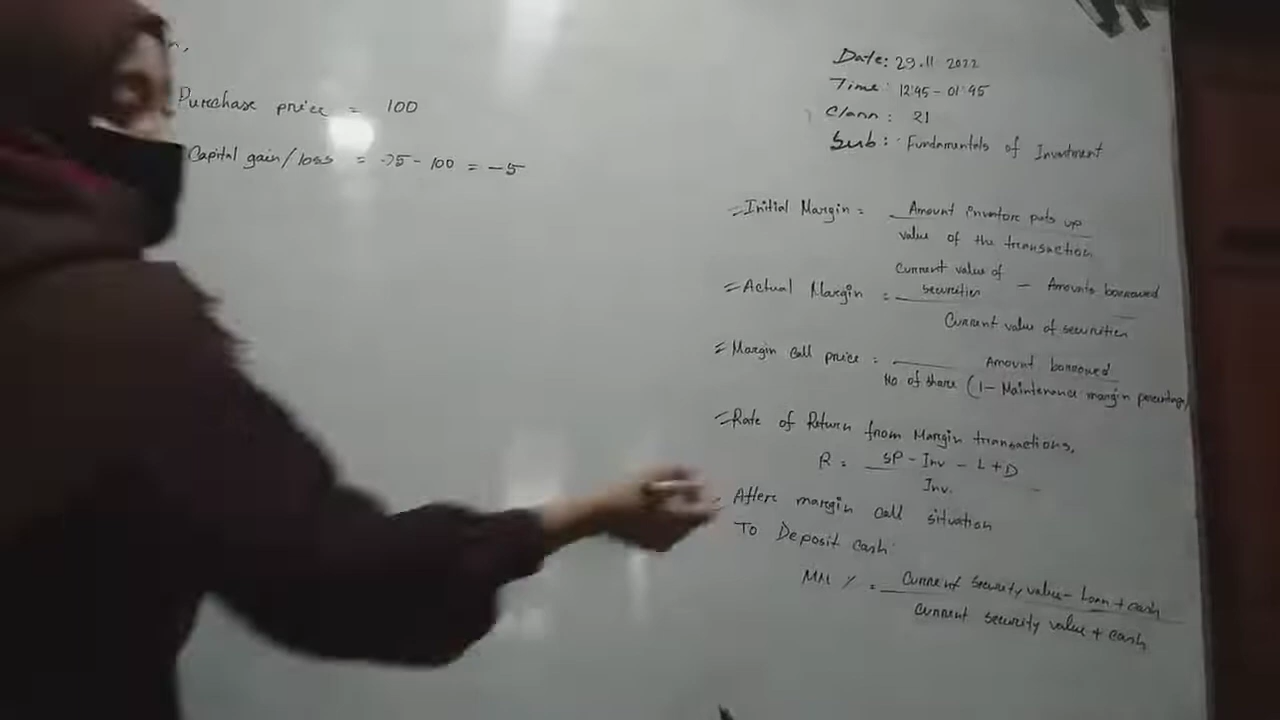 Purchase price = 100
Capital gain/loss = 95 - 100 = -5
Date: 29.11 2022
Time: 12:45 - 01:45
Class: 21
Sub: Fundamentals of Investment
= Initial Margin = Amount investore puts up
value of the transaction
= Actual Margin = Current value of securities - Amounts borrowed
Current value of securities
= Margin call price = Amount borrowed
No of share (1- Maintenance margin percentage)
= Rate of Return from Margin transactions,
R = SP - Inv - L + D
Inv.
Afterc margin call situation
To Deposit cash
MM % = Current security value - Loan + cash
Current security value + cash